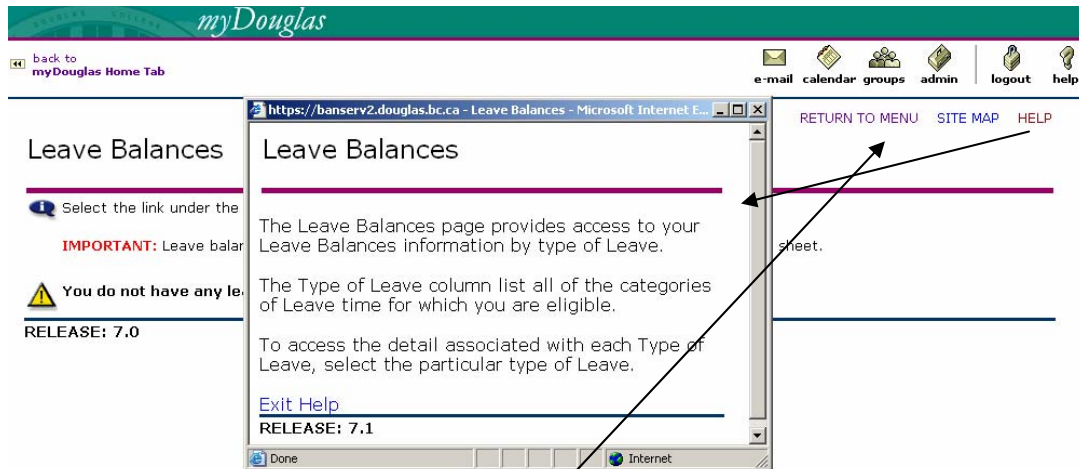 myDouglas
back to
myDouglas Home Tab
e-mail calendar groups admin logout help
https://banserv2.douglas.bc.ca - Leave Balances - Microsoft Internet E...
RETURN TO MENU SITE MAP HELP
Leave Balances
Leave Balances
Select the link under the
The Leave Balances page provides access to your
Leave Balances information by type of Leave.
IMPORTANT: Leave balar
sheet.
The Type of Leave column list all of the categories
of Leave time for which you are eligible.
You do not have any le
RELEASE: 7.0
To access the detail associated with each Type of
Leave, select the particular type of Leave.
Exit Help
RELEASE: 7.1
Done Internet